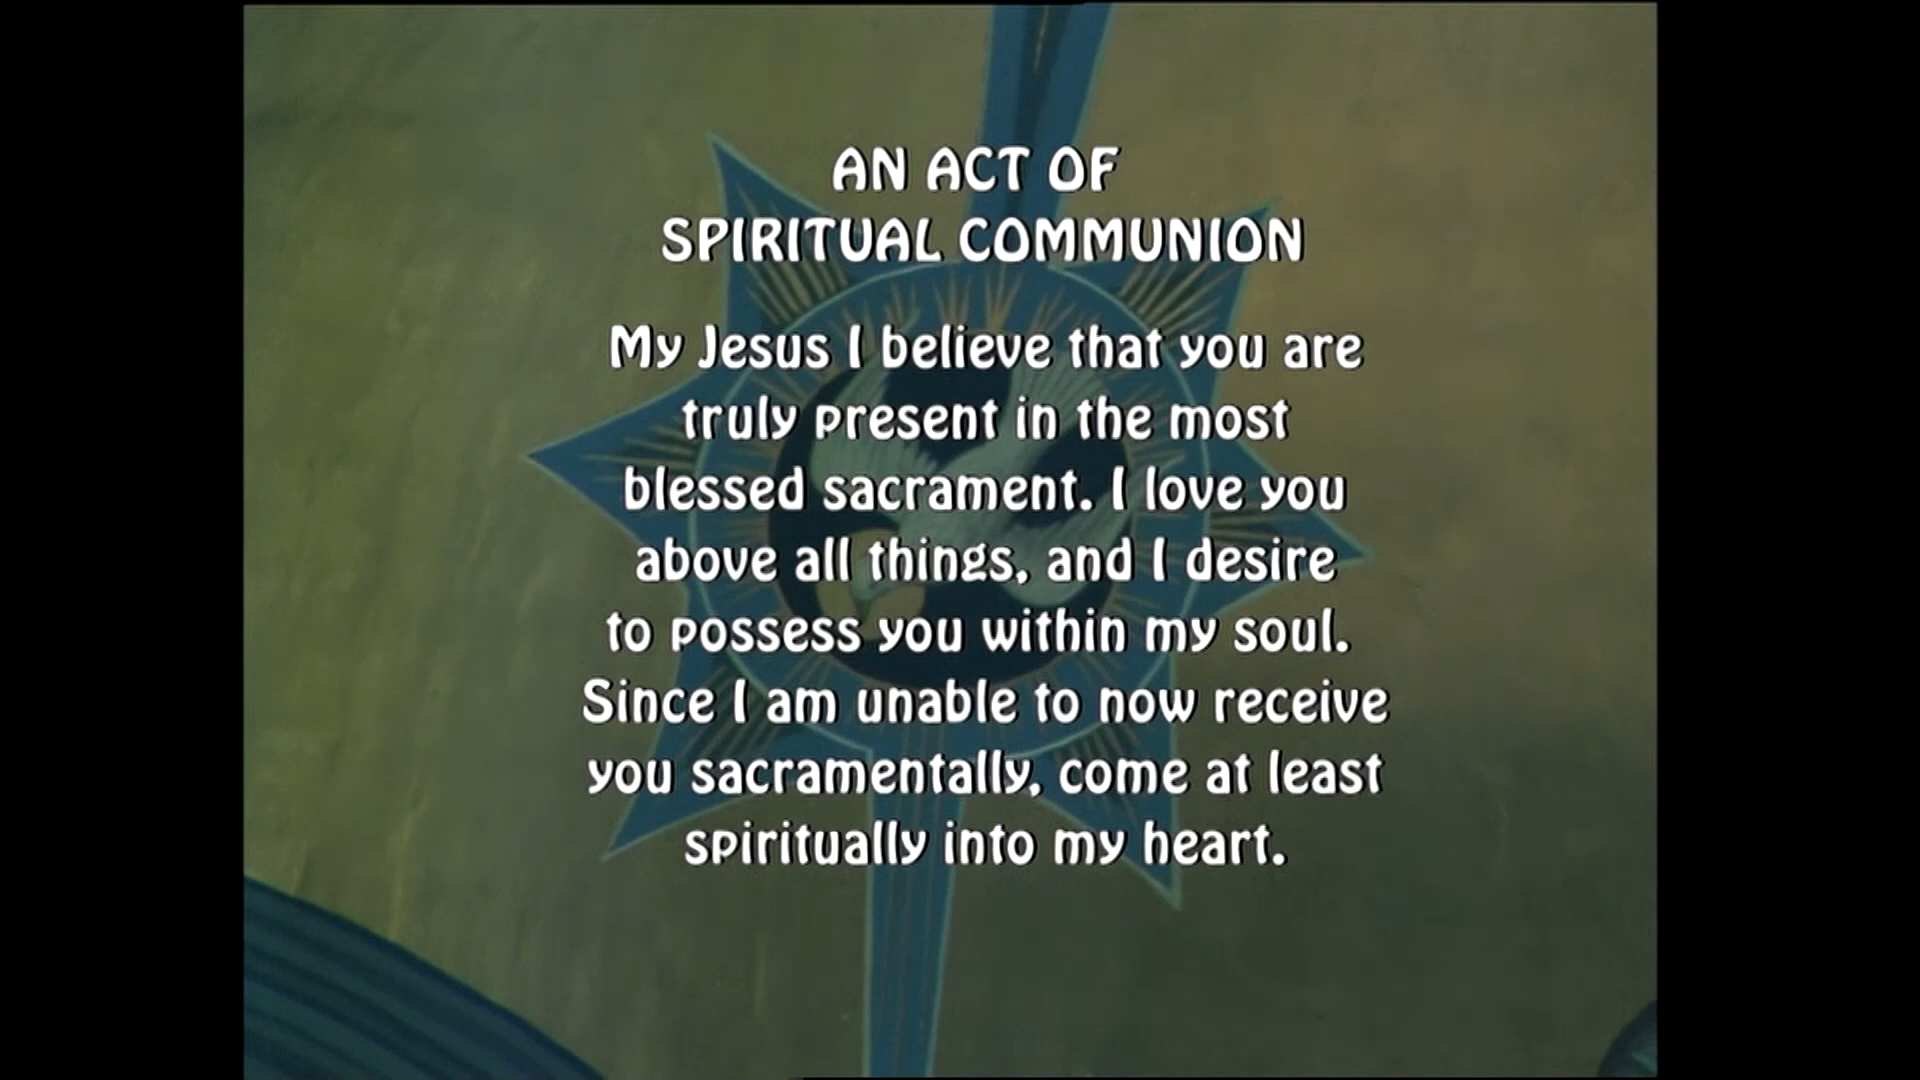 AN ACT OF
SPIRITUAL COMMUNION
My Jesus I believe that you are
truly present in the most
blessed sacrament. I love you
above all things, and I desire
to possess you within my soul.
Since I am unable to now receive
you sacramentally, come at least
spiritually into my heart.